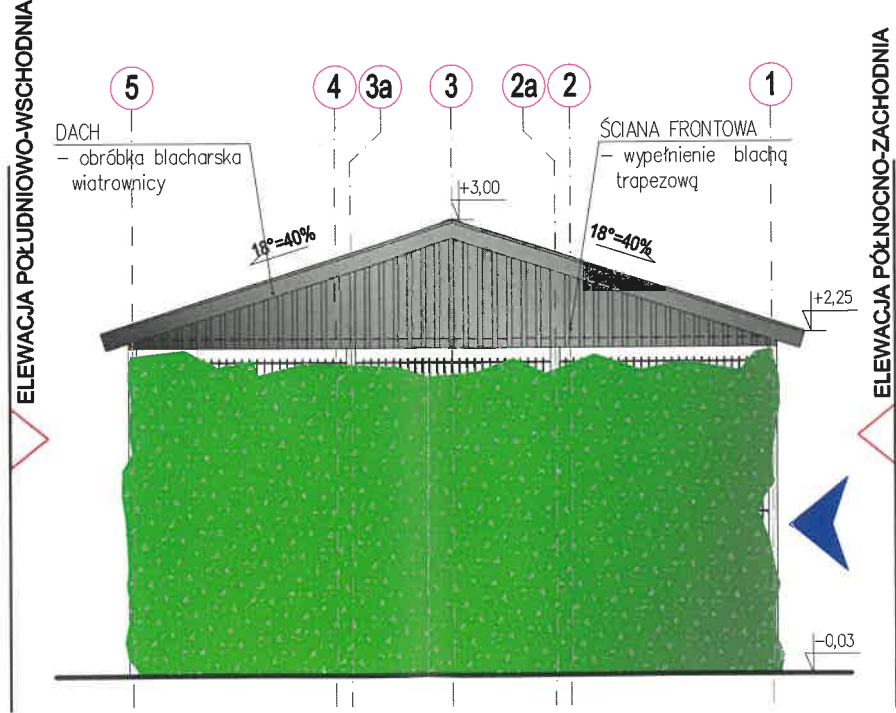 ELEWACJA POŁUDNIOWO-WSCHODNIA
5
4
3a
3
2a
2
1
DACH
– obróbka blacharska
wiatrownicy
ŚCIANA FRONTOWA
– wypełnienie blachą
trapezową
+3,00
18°=40%
18°=40%
+2,25
-0,03
ELEWACJA PÓŁNOCNO-ZACHODNIA